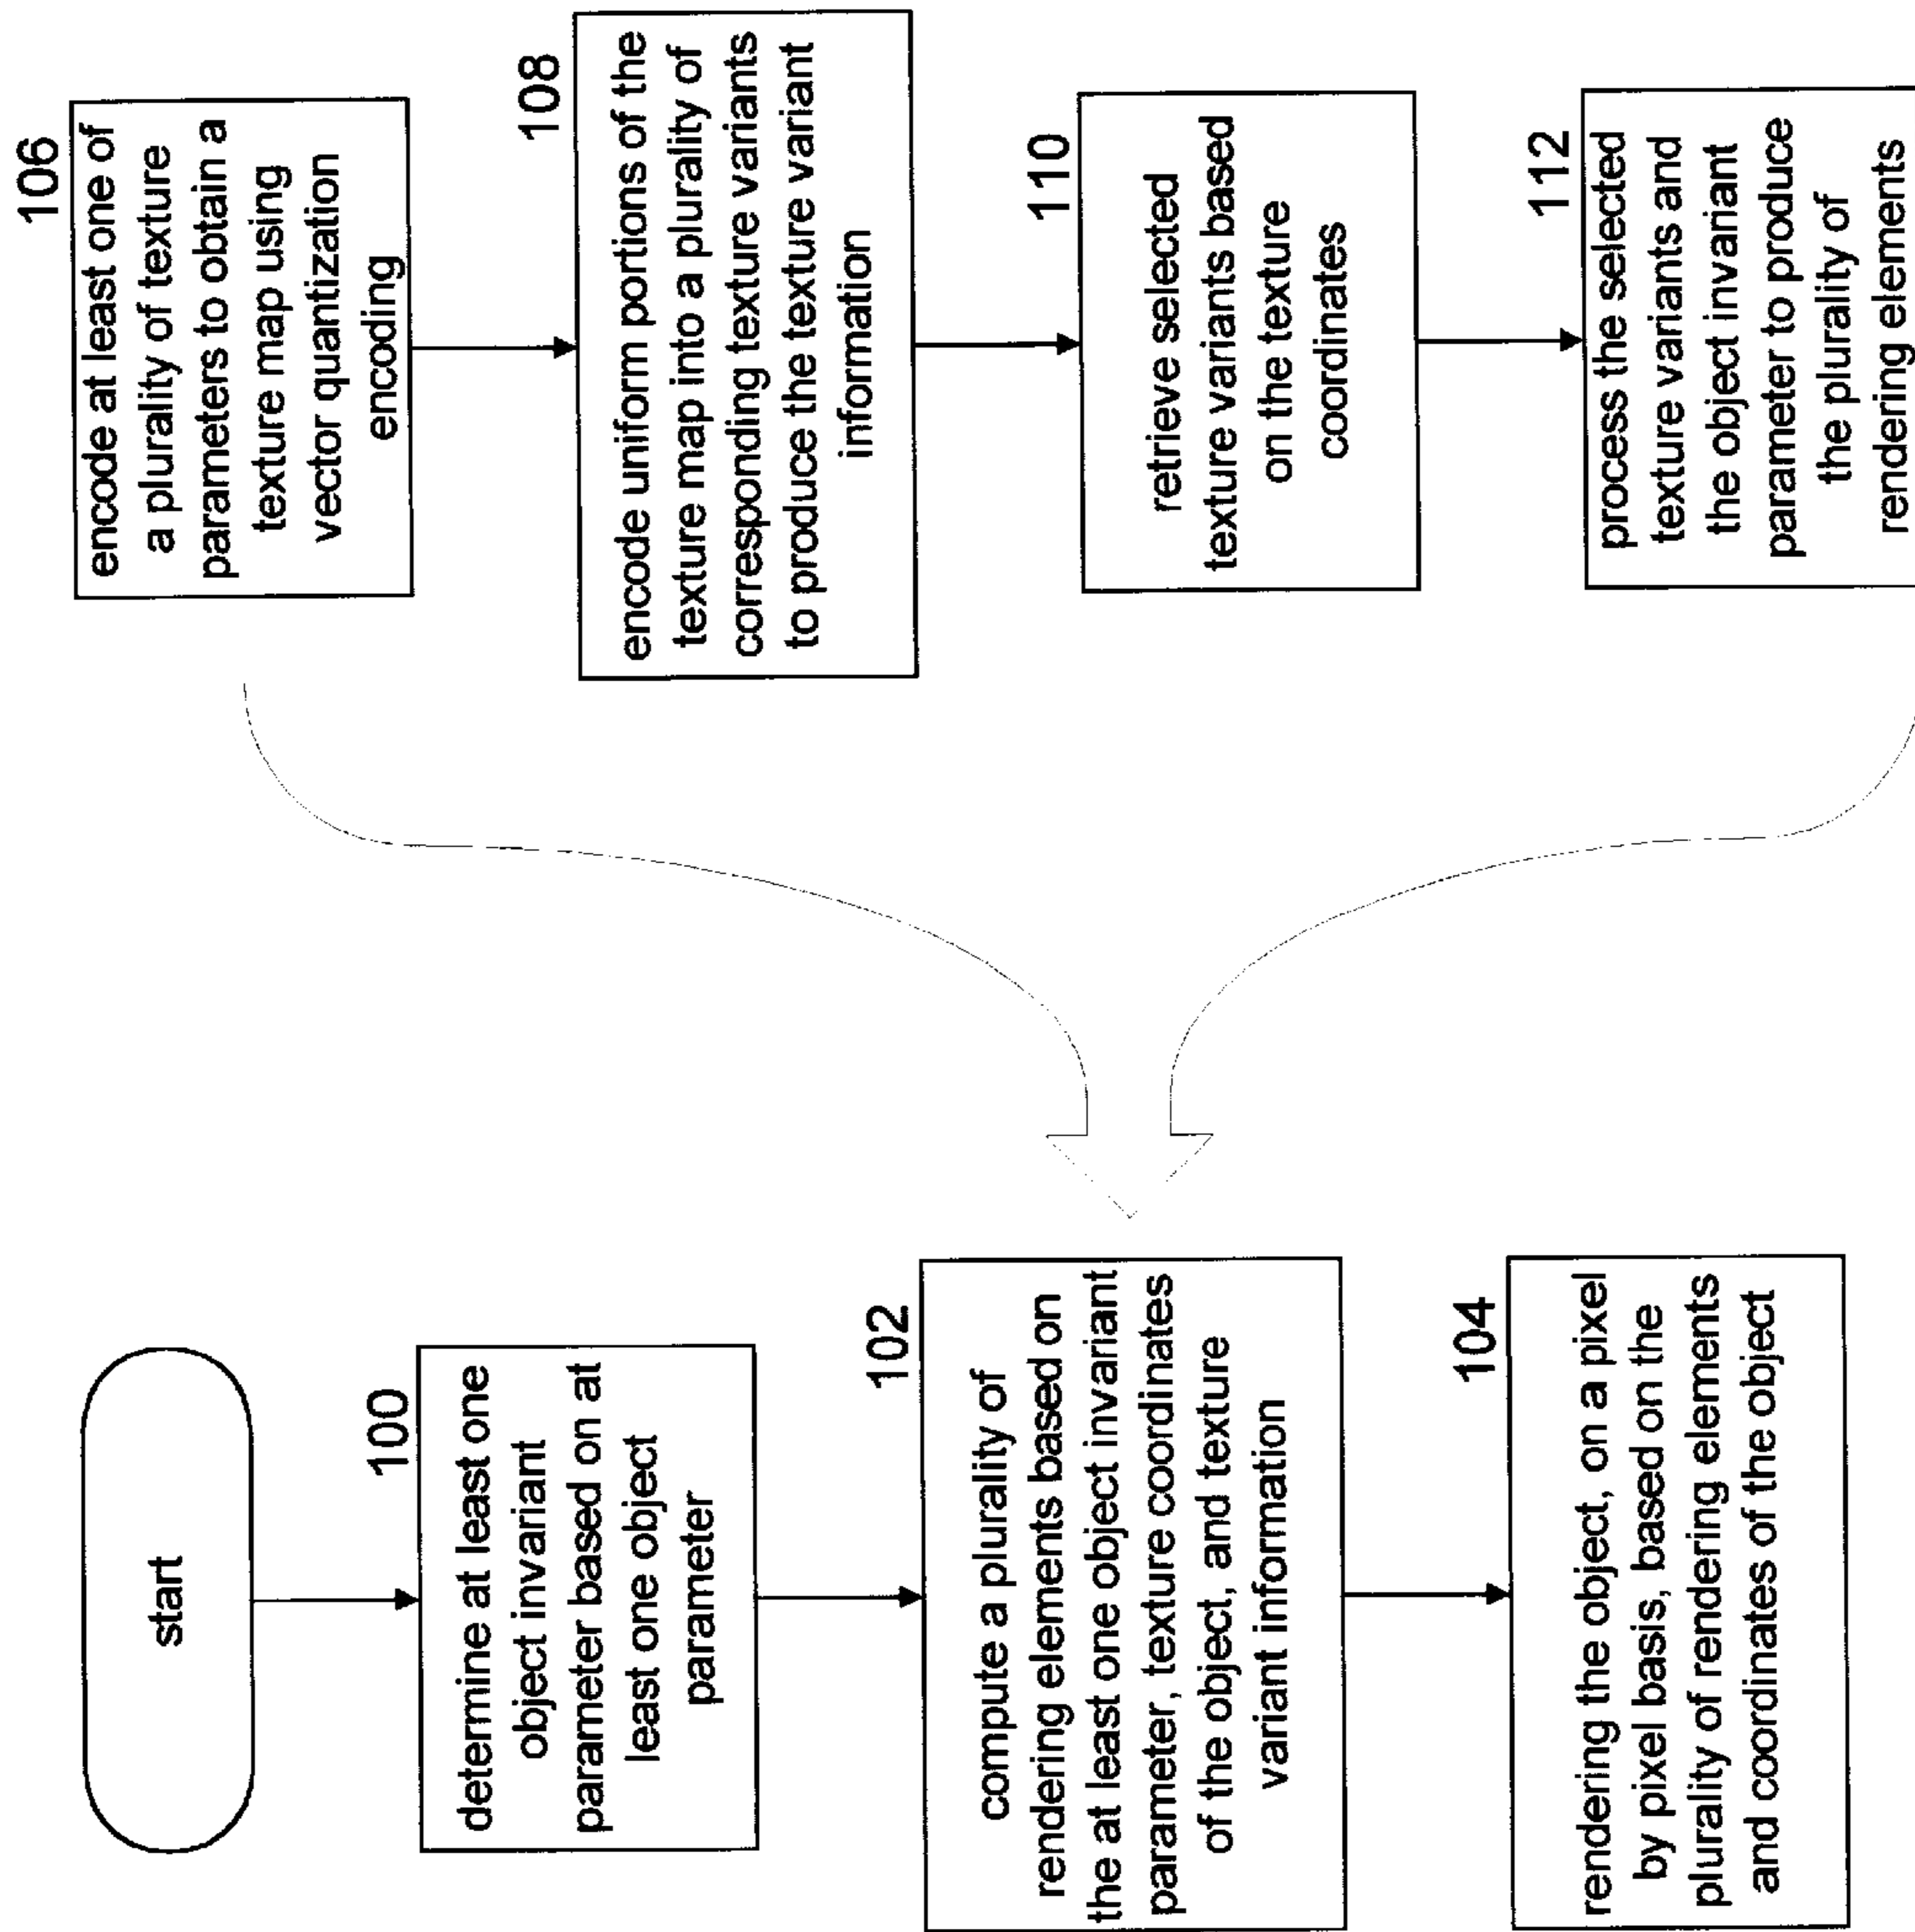 start
100
determine at least one
object invariant
parameter based on at
least one object
parameter
102
compute a plurality of
rendering elements based on
the at least one object invariant
parameter, texture coordinates
of the object, and texture
variant information
104
rendering the object, on a pixel
by pixel basis, based on the
plurality of rendering elements
and coordinates of the object
106
encode at least one of
a plurality of texture
parameters to obtain a
texture map using
vector quantization
encoding
108
encode uniform portions of the
texture map into a plurality of
corresponding texture variants
to produce the texture variant
information
110
retrieve selected
texture variants based
on the texture
coordinates
112
process the selected
texture variants and
the object invariant
parameter to produce
the plurality of
rendering elements